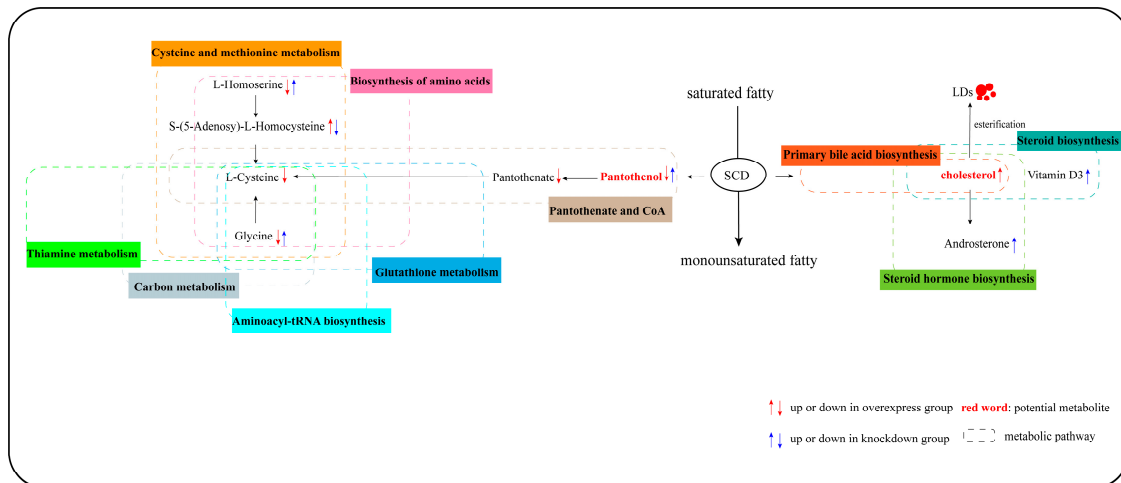 Cysteine and methionine metabolism
L-Homoserine
Biosynthesis of amino acids
S-(5-Adenosy)-L-Homocysteine
L-Cysteine
Pantothenate
Pantothenol
Pantothenate and CoA
Glycine
Thiamine metabolism
Carbon metabolism
Glutathione metabolism
Aminoacyl-tRNA biosynthesis
saturated fatty
SCD
monounsaturated fatty
LDs
esterification
Steroid biosynthesis
Primary bile acid biosynthesis
cholesterol
Vitamin D3
Androsterone
Steroid hormone biosynthesis
up or down in overexpress group
red word: potential metabolite
up or down in knockdown group
metabolic pathway